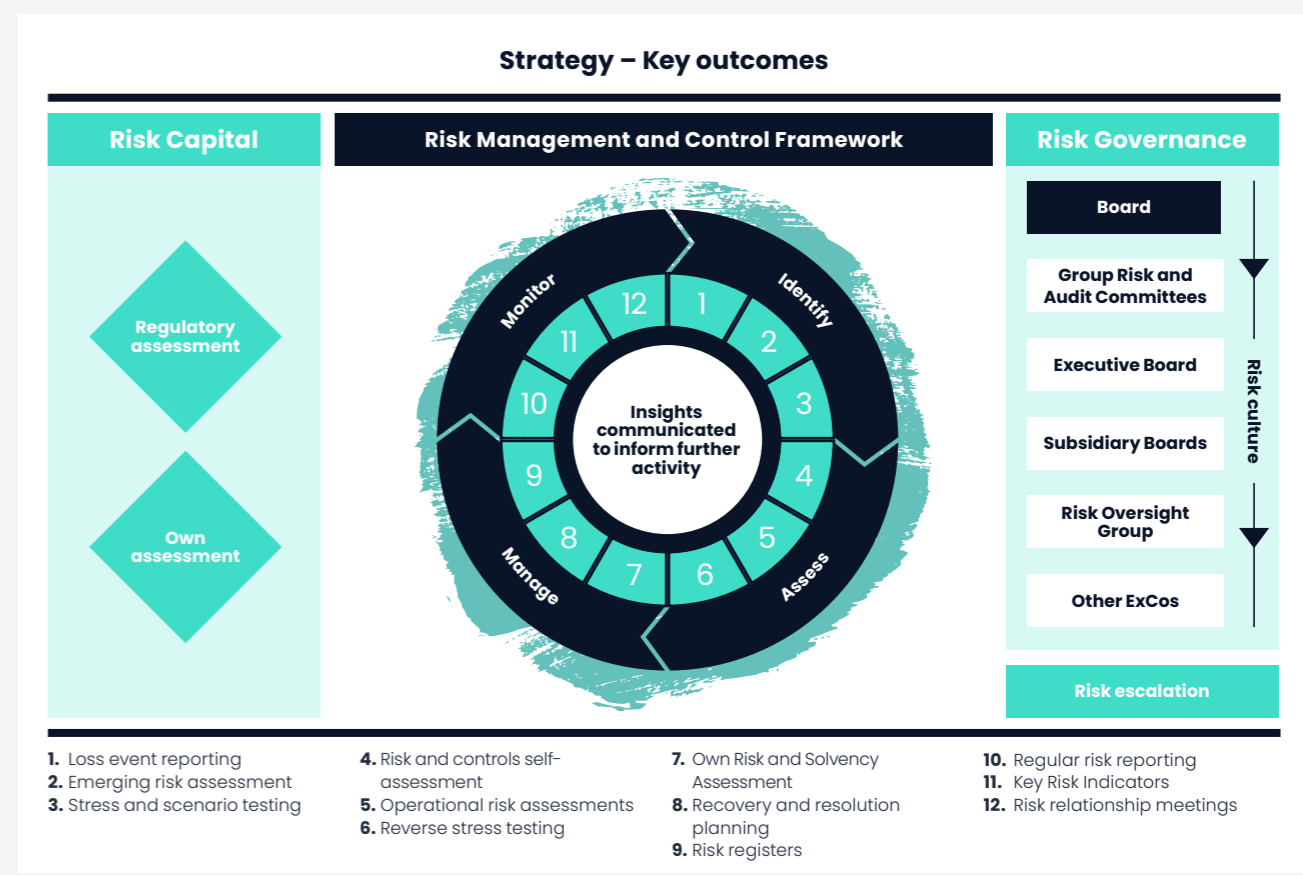 Strategy – Key outcomes
Risk Capital
Regulatory
assessment
Own
assessment
Risk Management and Control Framework
Monitor
Identify
Assess
Manage
1
2
3
4
5
6
7
8
9
10
11
12
Insights
communicated
to inform further
activity
Risk Governance
Board
Group Risk and
Audit Committees
Executive Board
Subsidiary Boards
Risk Oversight
Group
Other ExCos
Risk culture
Risk escalation
1. Loss event reporting
2. Emerging risk assessment
3. Stress and scenario testing
4. Risk and controls self-
assessment
5. Operational risk assessments
6. Reverse stress testing
7. Own Risk and Solvency
Assessment
8. Recovery and resolution
planning
9. Risk registers
10. Regular risk reporting
11. Key Risk Indicators
12. Risk relationship meetings